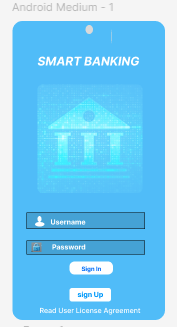 Android Medium - 1
SMART BANKING
Username
Password
Sign In
sign Up
Read User License Agreement